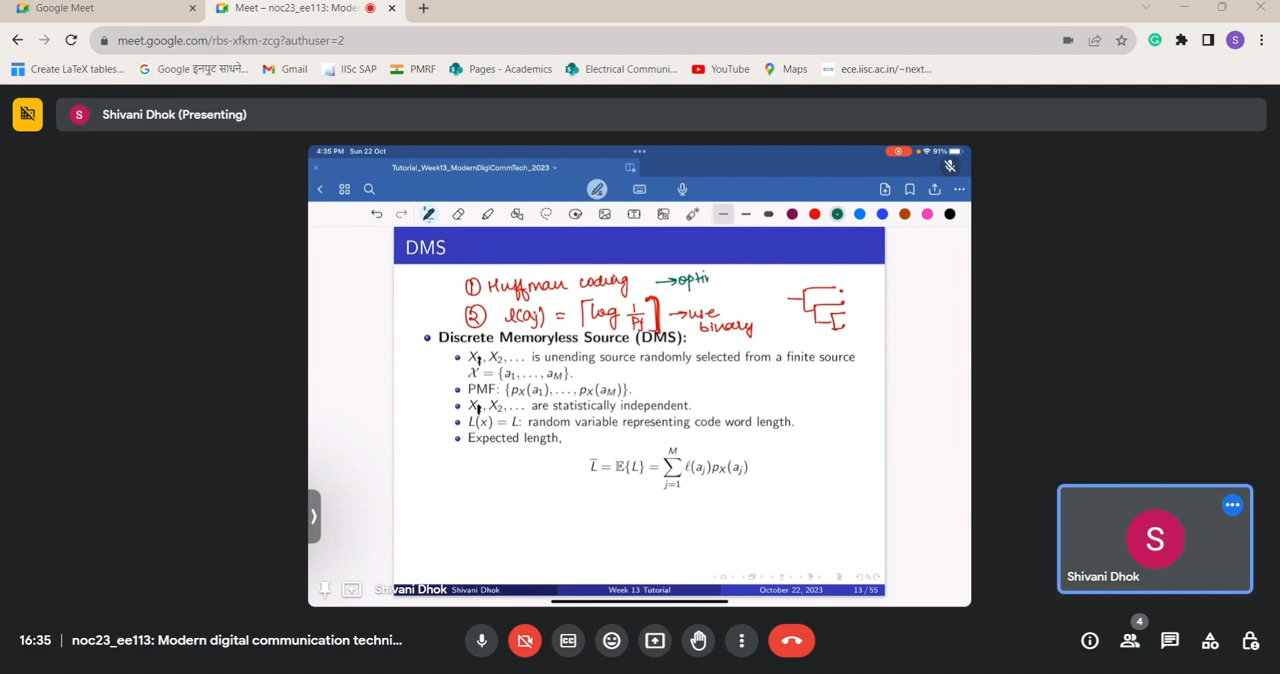 Google Meet
Meet – noc23_ee113: Mode
meet.google.com/rbs-xfkm-zcg?authuser=2
S
Create LaTeX tables...
Google इनपुट साधने...
Gmail
IISc SAP
PMRF
Pages - Academics
Electrical Communi...
YouTube
Maps
ece.iisc.ac.in/~next...
S
Shivani Dhok (Presenting)
4:35 PM Sun 22 Oct
91%
Tutorial_Week13_ModernDigiCommTech_2023
DMS
① Huffman coding → opti
② l(aj) = ⌈log 1/Pj⌉ → use
binary
Discrete Memoryless Source (DMS):
X1, X2, . . . is unending source randomly selected from a finite source
𝒳 = {a1, . . . , aM}.
PMF: {pX(a1), . . . , pX(aM)}.
X1, X2, . . . are statistically independent.
L(x) = L: random variable representing code word length.
Expected length,
L̅ = 𝔼{L} = ∑_{j=1}^{M} ℓ(aj)pX(aj)
Shivani Dhok
Shivani Dhok
Week 13 Tutorial
October 22, 2023
13 / 55
S
Shivani Dhok
16:35 | noc23_ee113: Modern digital communication techni...
4